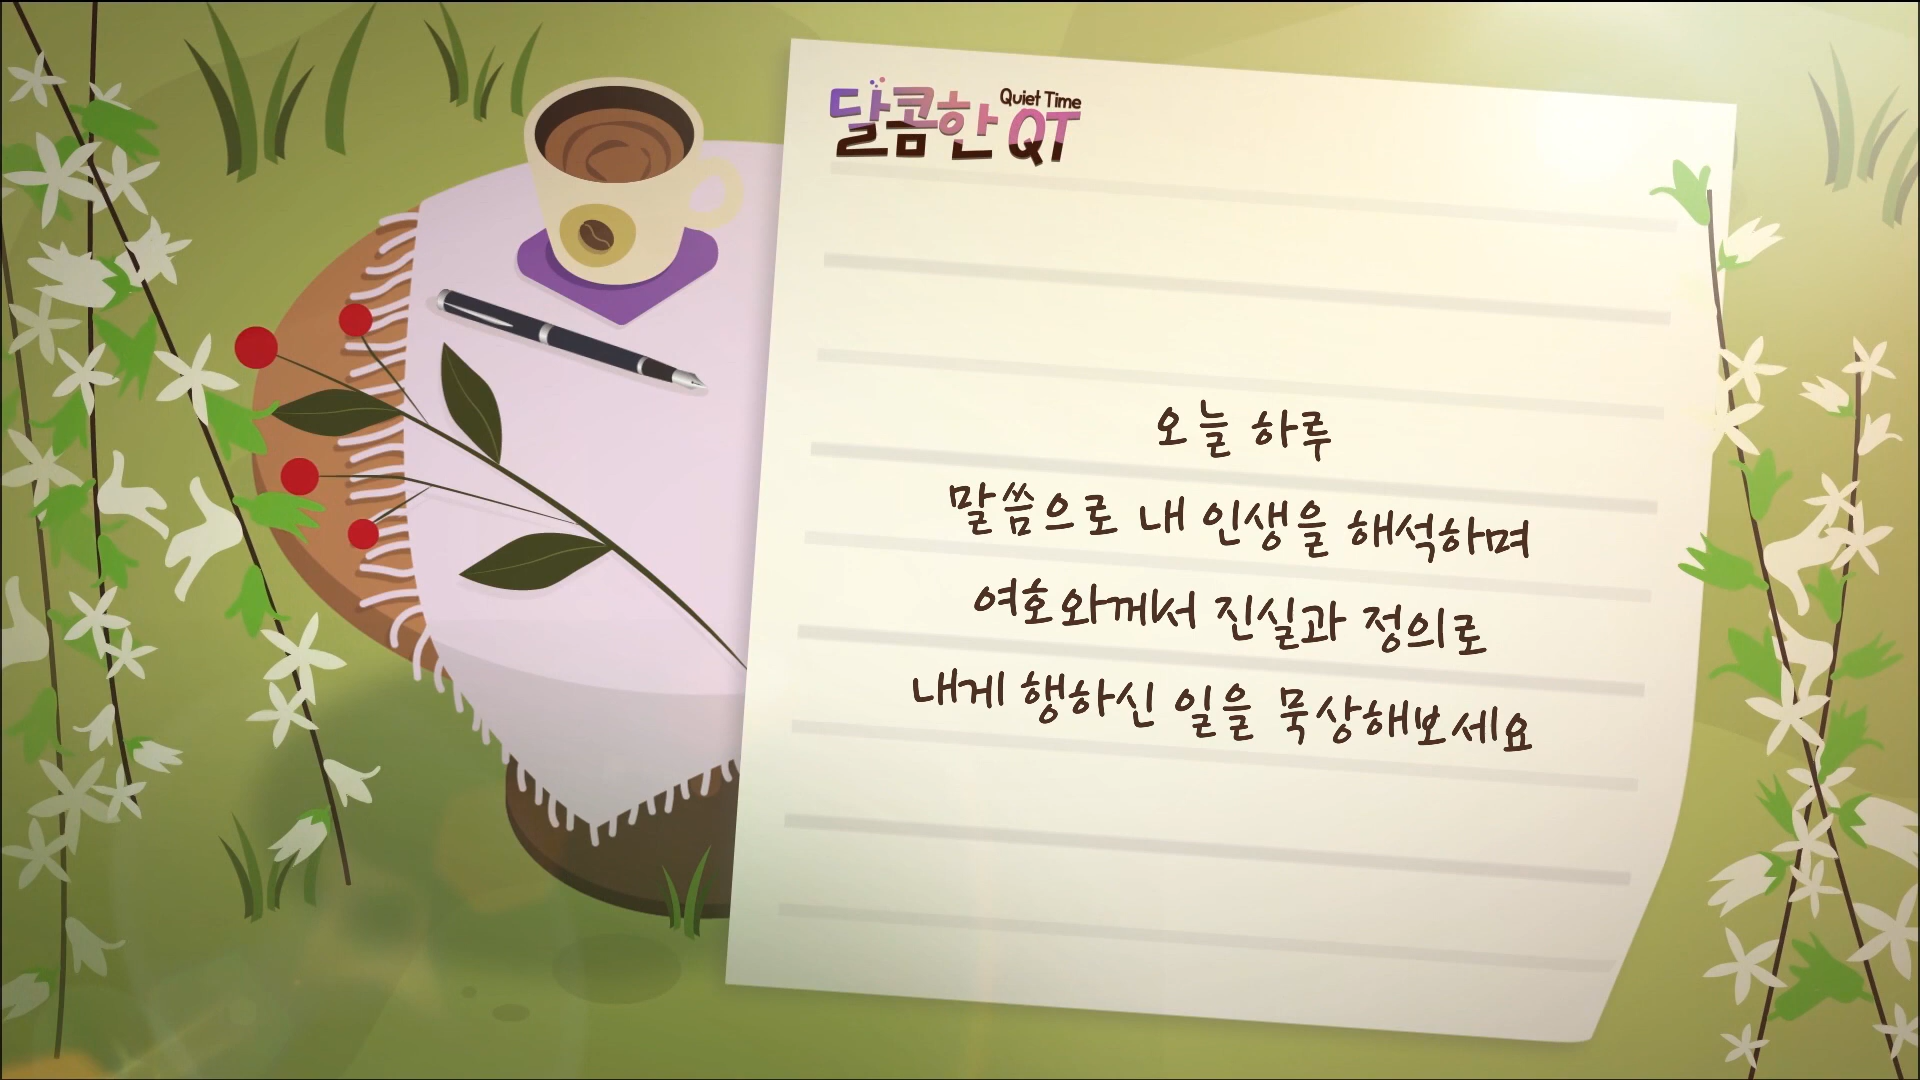 달콤한 QT
Quiet Time
오늘 하루
말씀으로 내 인생을 해석하며
여호와께서 진실과 정의로
내게 행하신 일을 묵상해보세요